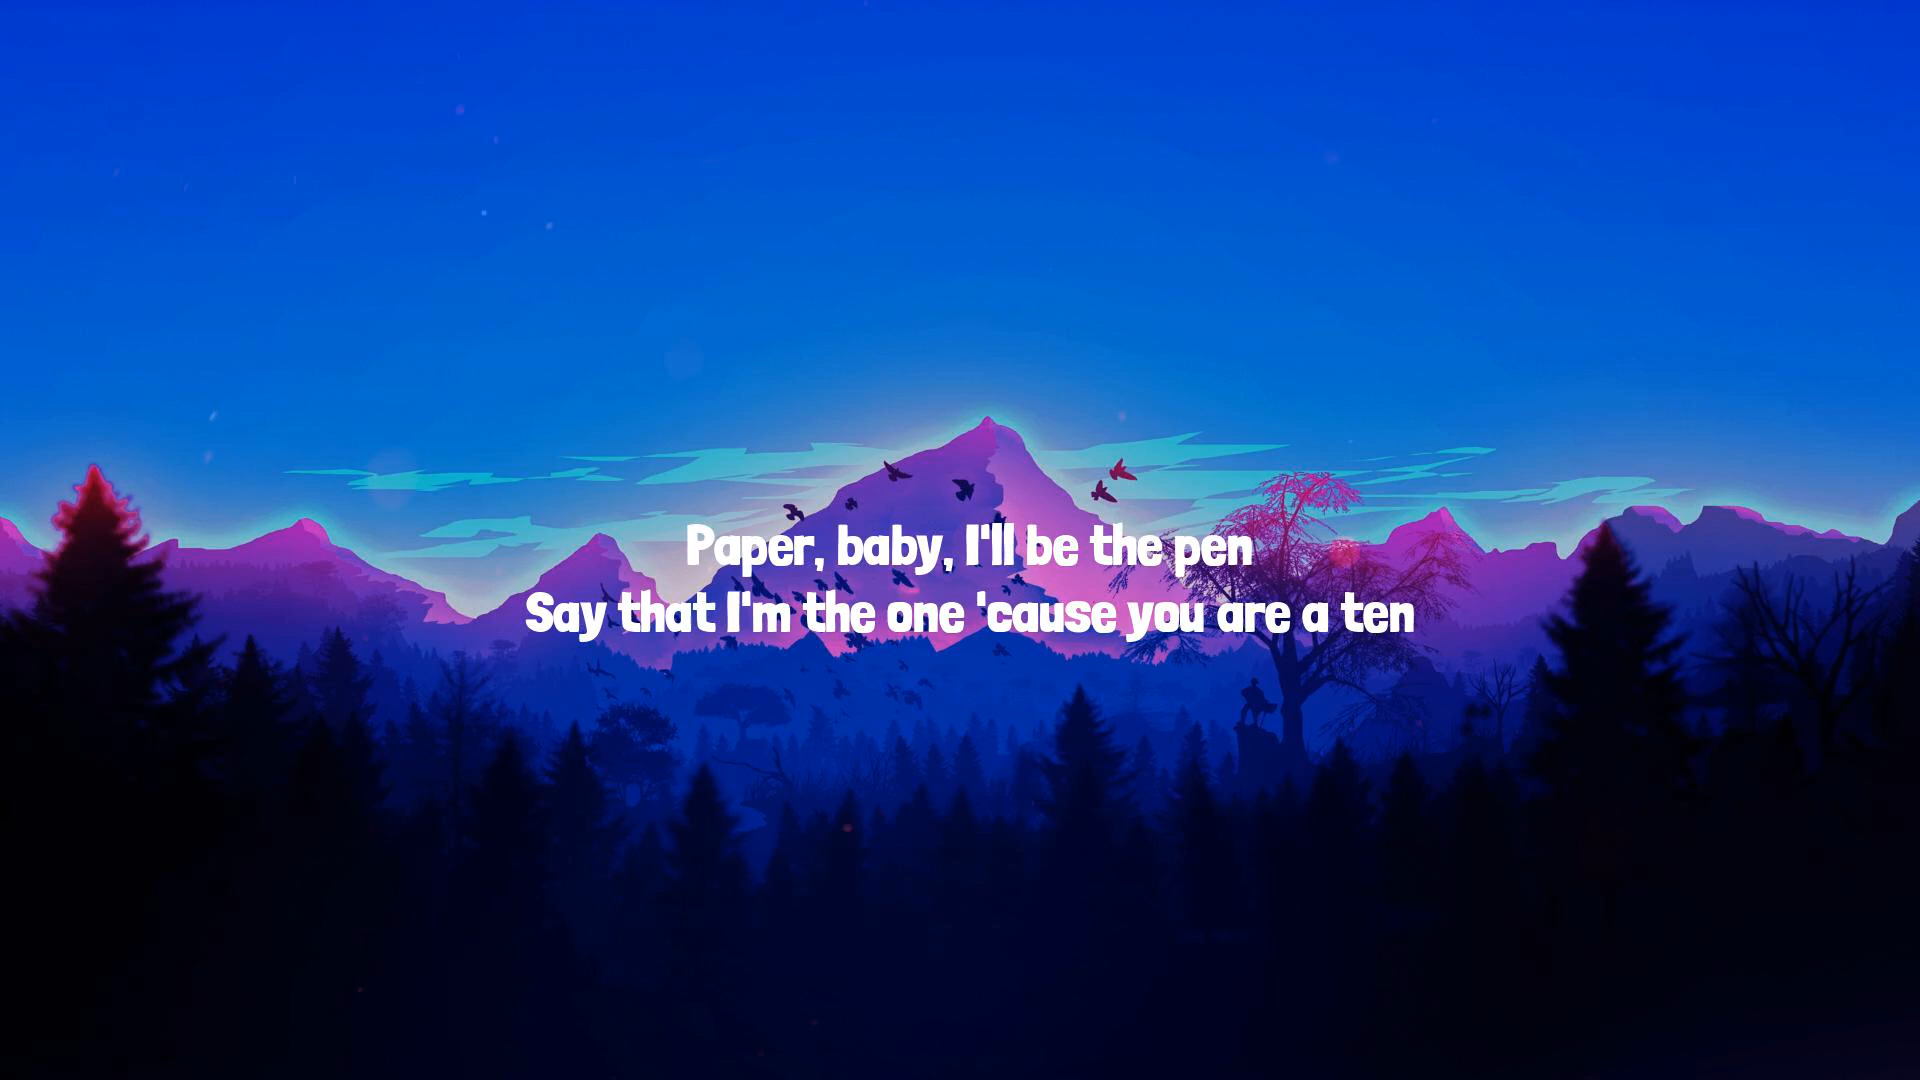 Paper, baby, I'll be the pen
Say that I'm the one 'cause you are a ten